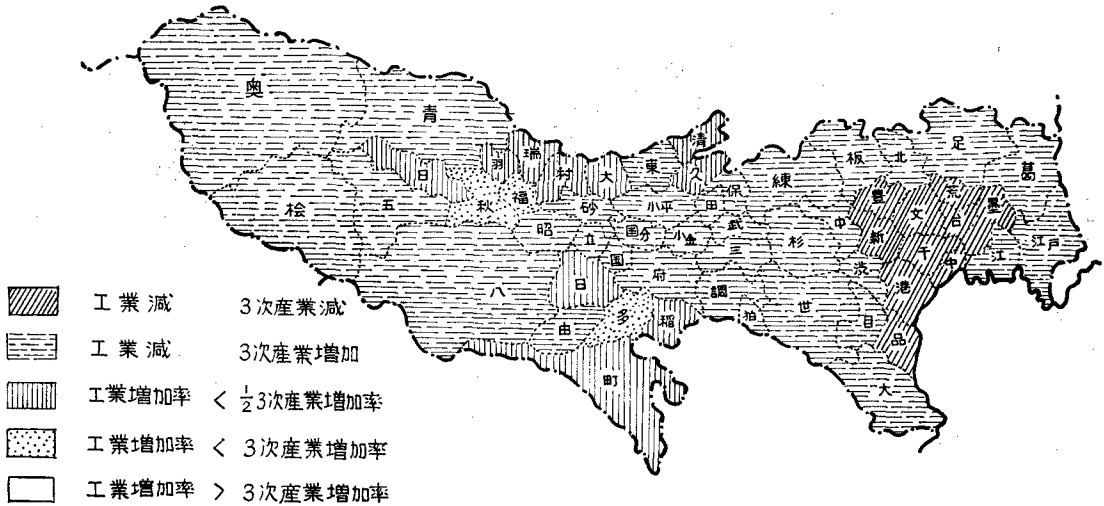 奥
青
清
瑞
羽
村
大
東
久
日
福
秋
五
桧
砂
小平
田
保
昭
立
国分
小金
武
三
国
府
調
八
日
多
稲
狛
由
町
練
板
北
足
葛
豊
文
荒
台
墨
中
新
杉
千
中
江
江戸
渋
港
世
目
品
大
工業減 3次産業減
工業減 3次産業増加
工業増加率 < 1/2 3次産業増加率
工業増加率 < 3次産業増加率
工業増加率 > 3次産業増加率